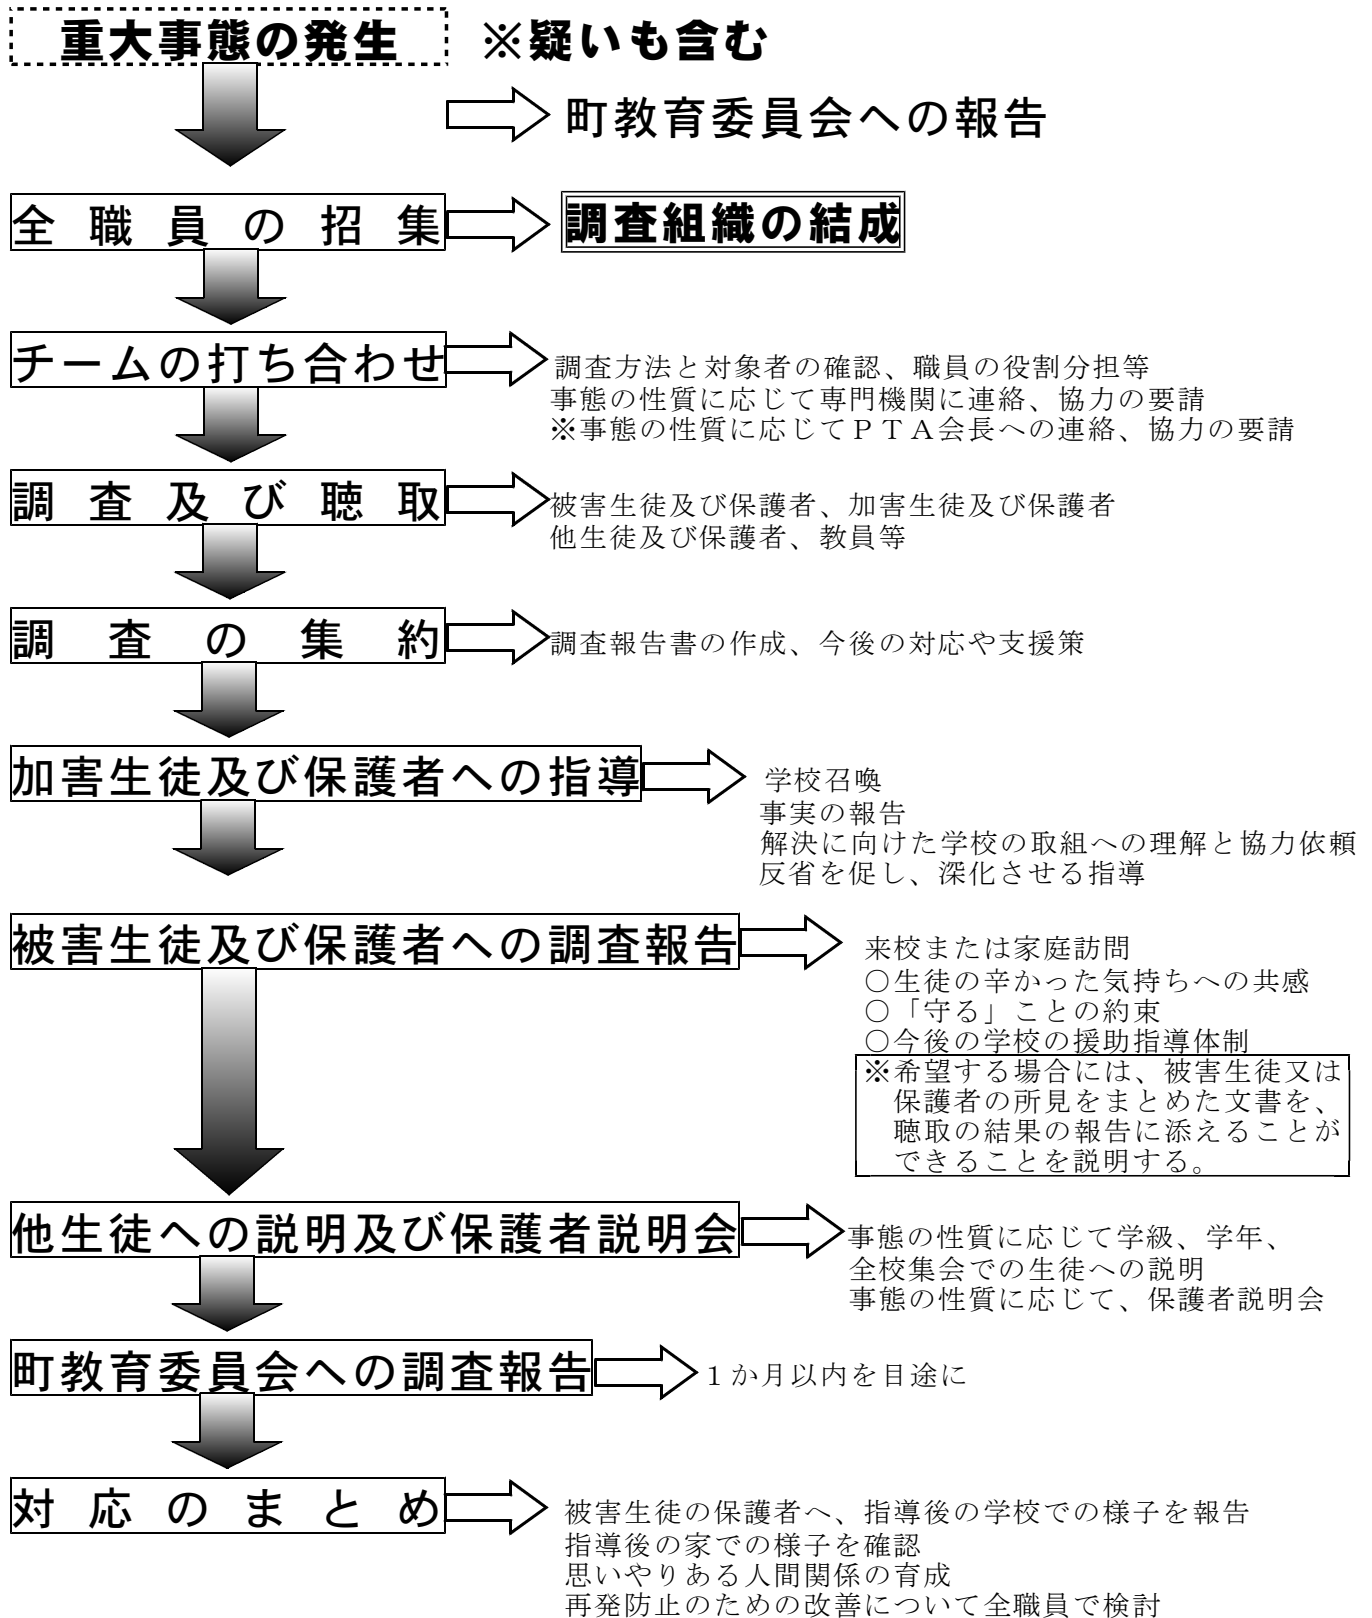 重大事態の発生 ※疑いも含む
町教育委員会への報告
全職員の招集 調査組織の結成
チームの打ち合わせ
調査方法と対象者の確認、職員の役割分担等
事態の性質に応じて専門機関に連絡、協力の要請
※事態の性質に応じてＰＴＡ会長への連絡、協力の要請
調査及び聴取
被害生徒及び保護者、加害生徒及び保護者
他生徒及び保護者、教員等
調査の集約
調査報告書の作成、今後の対応や支援策
加害生徒及び保護者への指導
学校召喚
事実の報告
解決に向けた学校の取組への理解と協力依頼
反省を促し、深化させる指導
被害生徒及び保護者への調査報告
来校または家庭訪問
○生徒の辛かった気持ちへの共感
○「守る」ことの約束
○今後の学校の援助指導体制
※希望する場合には、被害生徒又は
保護者の所見をまとめた文書を、
聴取の結果の報告に添えることが
できることを説明する。
他生徒への説明及び保護者説明会
事態の性質に応じて学級、学年、
全校集会での生徒への説明
事態の性質に応じて、保護者説明会
町教育委員会への調査報告
１か月以内を目途に
対応のまとめ
被害生徒の保護者へ、指導後の学校での様子を報告
指導後の家での様子を確認
思いやりある人間関係の育成
再発防止のための改善について全職員で検討